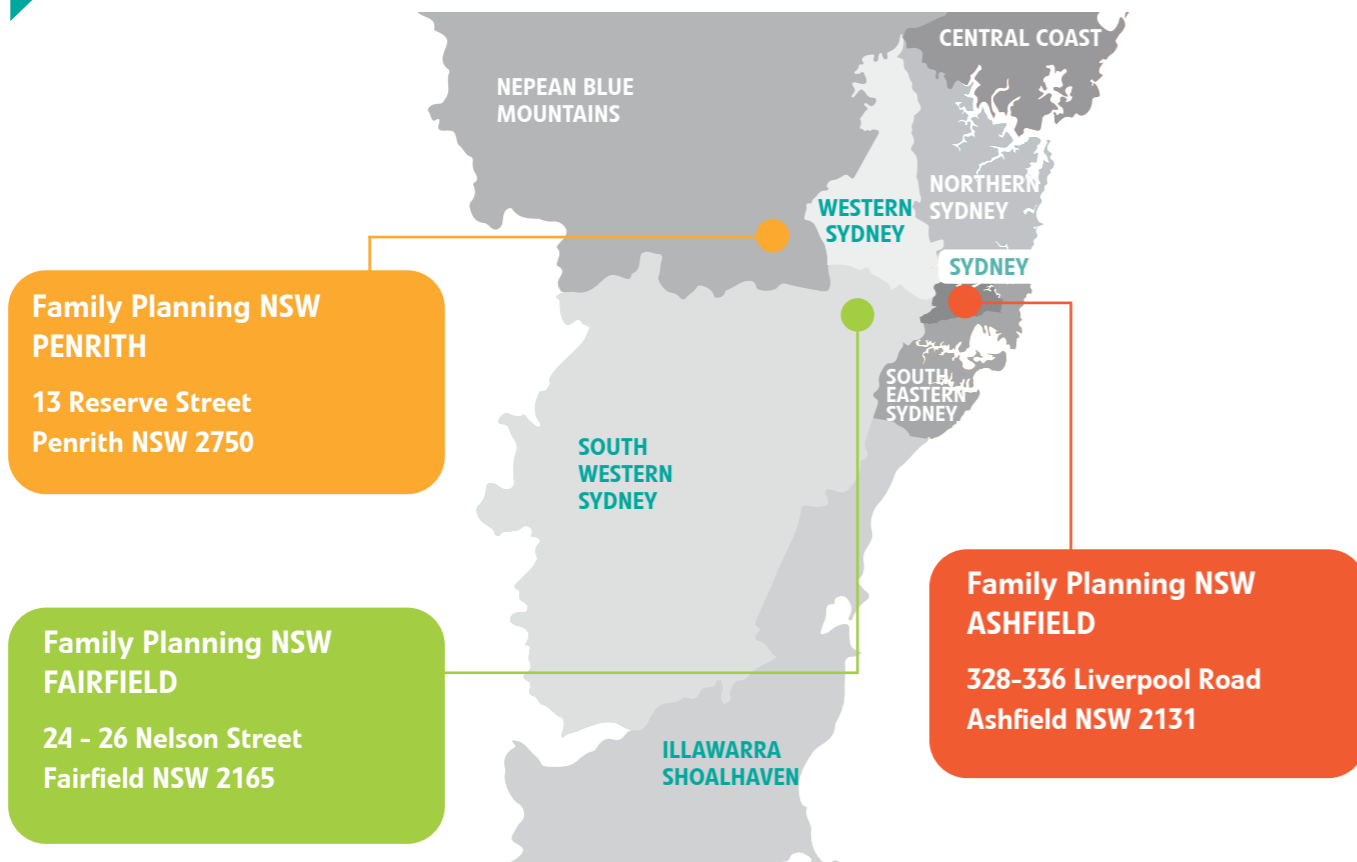 CENTRAL COAST
NEPEAN BLUE
MOUNTAINS
NORTHERN
SYDNEY
WESTERN
SYDNEY
SYDNEY
Family Planning NSW
PENRITH
13 Reserve Street
Penrith NSW 2750
SOUTH
EASTERN
SYDNEY
SOUTH
WESTERN
SYDNEY
Family Planning NSW
ASHFIELD
328-336 Liverpool Road
Ashfield NSW 2131
Family Planning NSW
FAIRFIELD
24 - 26 Nelson Street
Fairfield NSW 2165
ILLAWARRA
SHOALHAVEN